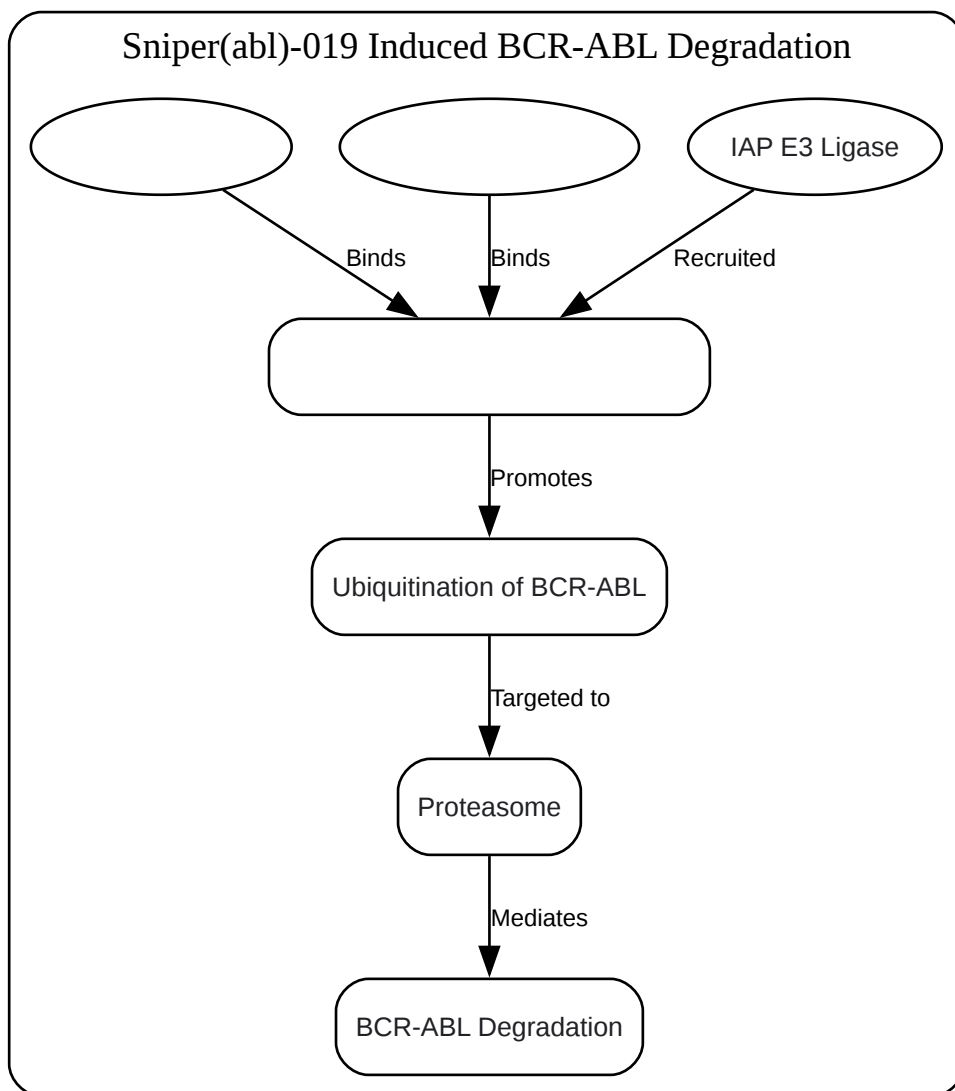 Sniper(abl)-019 Induced BCR-ABL Degradation
IAP E3 Ligase
Binds
Binds
Recruited
Promotes
Ubiquitination of BCR-ABL
Targeted to
Proteasome
Mediates
BCR-ABL Degradation